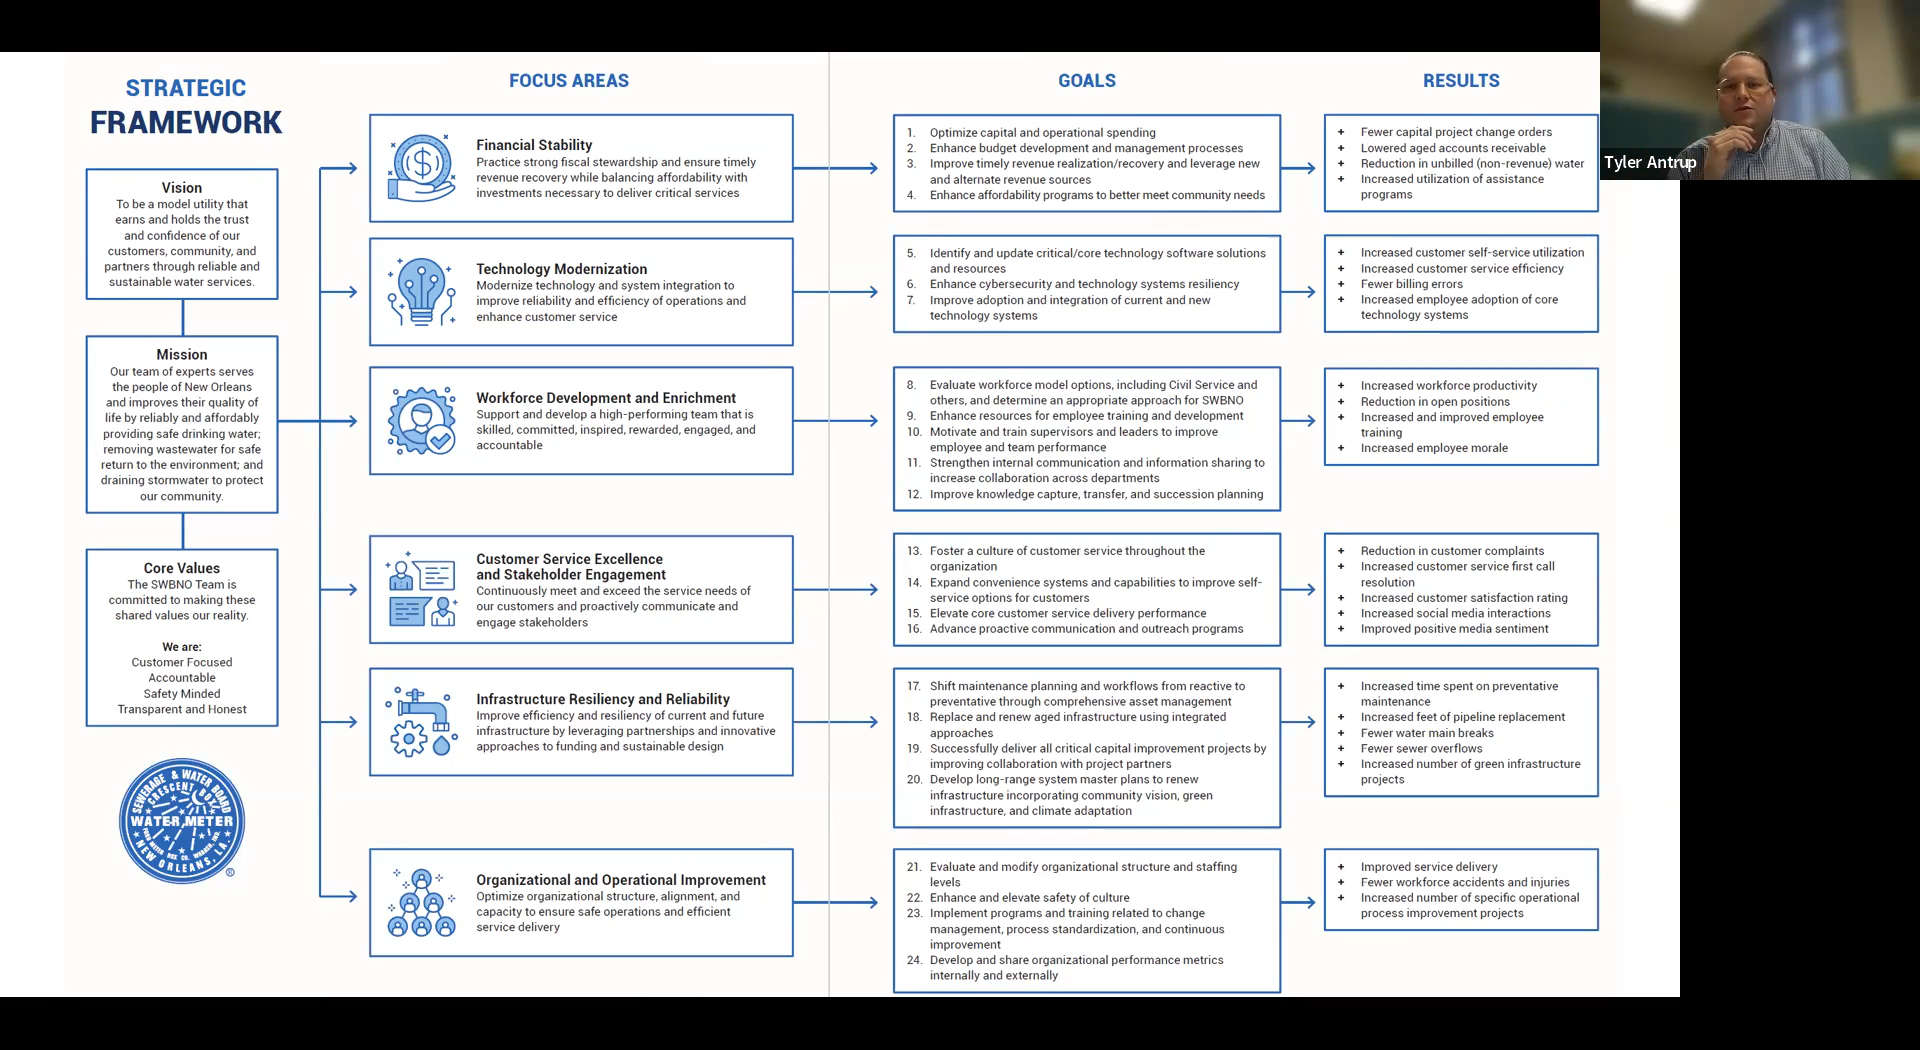 STRATEGIC
FRAMEWORK
Vision
To be a model utility that
earns and holds the trust
and confidence of our
customers, community, and
partners through reliable and
sustainable water services.
Mission
Our team of experts serves
the people of New Orleans
and improves their quality of
life by reliably and affordably
providing safe drinking water;
removing wastewater for safe
return to the environment; and
draining stormwater to protect
our community.
Core Values
The SWBNO Team is
committed to making these
shared values our reality.
We are:
Customer Focused
Accountable
Safety Minded
Transparent and Honest
SEWERAGE & WATER BOARD
CRESCENT BOX
WATER METER
FORD METER BOX CO. WABASH, IND.
NEW ORLEANS, LA.
®
FOCUS AREAS
Financial Stability
Practice strong fiscal stewardship and ensure timely
revenue recovery while balancing affordability with
investments necessary to deliver critical services
Technology Modernization
Modernize technology and system integration to
improve reliability and efficiency of operations and
enhance customer service
Workforce Development and Enrichment
Support and develop a high-performing team that is
skilled, committed, inspired, rewarded, engaged, and
accountable
Customer Service Excellence
and Stakeholder Engagement
Continuously meet and exceed the service needs of
our customers and proactively communicate and
engage stakeholders
Infrastructure Resiliency and Reliability
Improve efficiency and resiliency of current and future
infrastructure by leveraging partnerships and innovative
approaches to funding and sustainable design
Organizational and Operational Improvement
Optimize organizational structure, alignment, and
capacity to ensure safe operations and efficient
service delivery
GOALS
1. Optimize capital and operational spending
2. Enhance budget development and management processes
3. Improve timely revenue realization/recovery and leverage new
and alternate revenue sources
4. Enhance affordability programs to better meet community needs
5. Identify and update critical/core technology software solutions
and resources
6. Enhance cybersecurity and technology systems resiliency
7. Improve adoption and integration of current and new
technology systems
8. Evaluate workforce model options, including Civil Service and
others, and determine an appropriate approach for SWBNO
9. Enhance resources for employee training and development
10. Motivate and train supervisors and leaders to improve
employee and team performance
11. Strengthen internal communication and information sharing to
increase collaboration across departments
12. Improve knowledge capture, transfer, and succession planning
13. Foster a culture of customer service throughout the
organization
14. Expand convenience systems and capabilities to improve self-
service options for customers
15. Elevate core customer service delivery performance
16. Advance proactive communication and outreach programs
17. Shift maintenance planning and workflows from reactive to
preventative through comprehensive asset management
18. Replace and renew aged infrastructure using integrated
approaches
19. Successfully deliver all critical capital improvement projects by
improving collaboration with project partners
20. Develop long-range system master plans to renew
infrastructure incorporating community vision, green
infrastructure, and climate adaptation
21. Evaluate and modify organizational structure and staffing
levels
22. Enhance and elevate safety of culture
23. Implement programs and training related to change
management, process standardization, and continuous
improvement
24. Develop and share organizational performance metrics
internally and externally
RESULTS
+ Fewer capital project change orders
+ Lowered aged accounts receivable
+ Reduction in unbilled (non-revenue) water
+ Increased utilization of assistance
programs
+ Increased customer self-service utilization
+ Increased customer service efficiency
+ Fewer billing errors
+ Increased employee adoption of core
technology systems
+ Increased workforce productivity
+ Reduction in open positions
+ Increased and improved employee
training
+ Increased employee morale
+ Reduction in customer complaints
+ Increased customer service first call
resolution
+ Increased customer satisfaction rating
+ Increased social media interactions
+ Improved positive media sentiment
+ Increased time spent on preventative
maintenance
+ Increased feet of pipeline replacement
+ Fewer water main breaks
+ Fewer sewer overflows
+ Increased number of green infrastructure
projects
+ Improved service delivery
+ Fewer workforce accidents and injuries
+ Increased number of specific operational
process improvement projects
Tyler Antrup